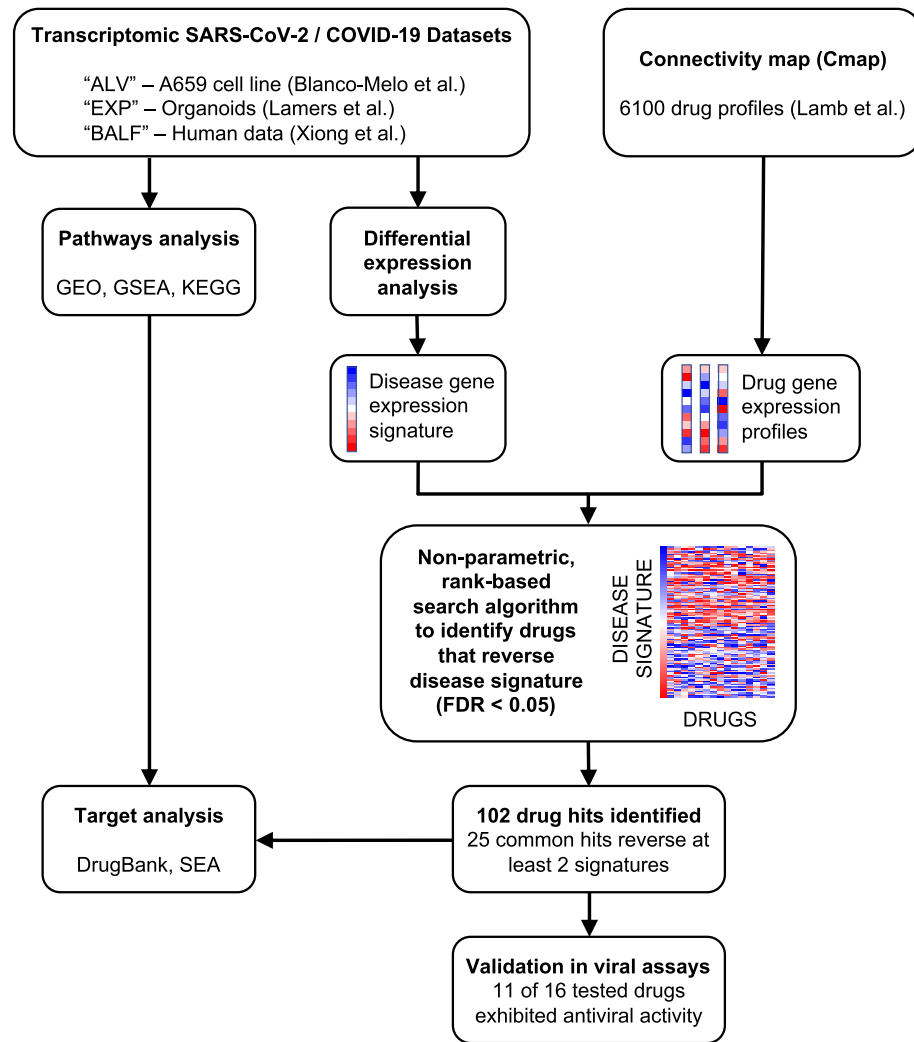 Transcriptomic SARS-CoV-2 / COVID-19 Datasets
“ALV” – A659 cell line (Blanco-Melo et al.)
“EXP” – Organoids (Lamers et al.)
“BALF” – Human data (Xiong et al.)
Connectivity map (Cmap)
6100 drug profiles (Lamb et al.)
Pathways analysis
GEO, GSEA, KEGG
Differential
expression
analysis
Disease gene
expression
signature
Drug gene
expression
profiles
Non-parametric,
rank-based
search algorithm
to identify drugs
that reverse
disease signature
(FDR < 0.05)
DISEASE
SIGNATURE
DRUGS
Target analysis
DrugBank, SEA
102 drug hits identified
25 common hits reverse at
least 2 signatures
Validation in viral assays
11 of 16 tested drugs
exhibited antiviral activity